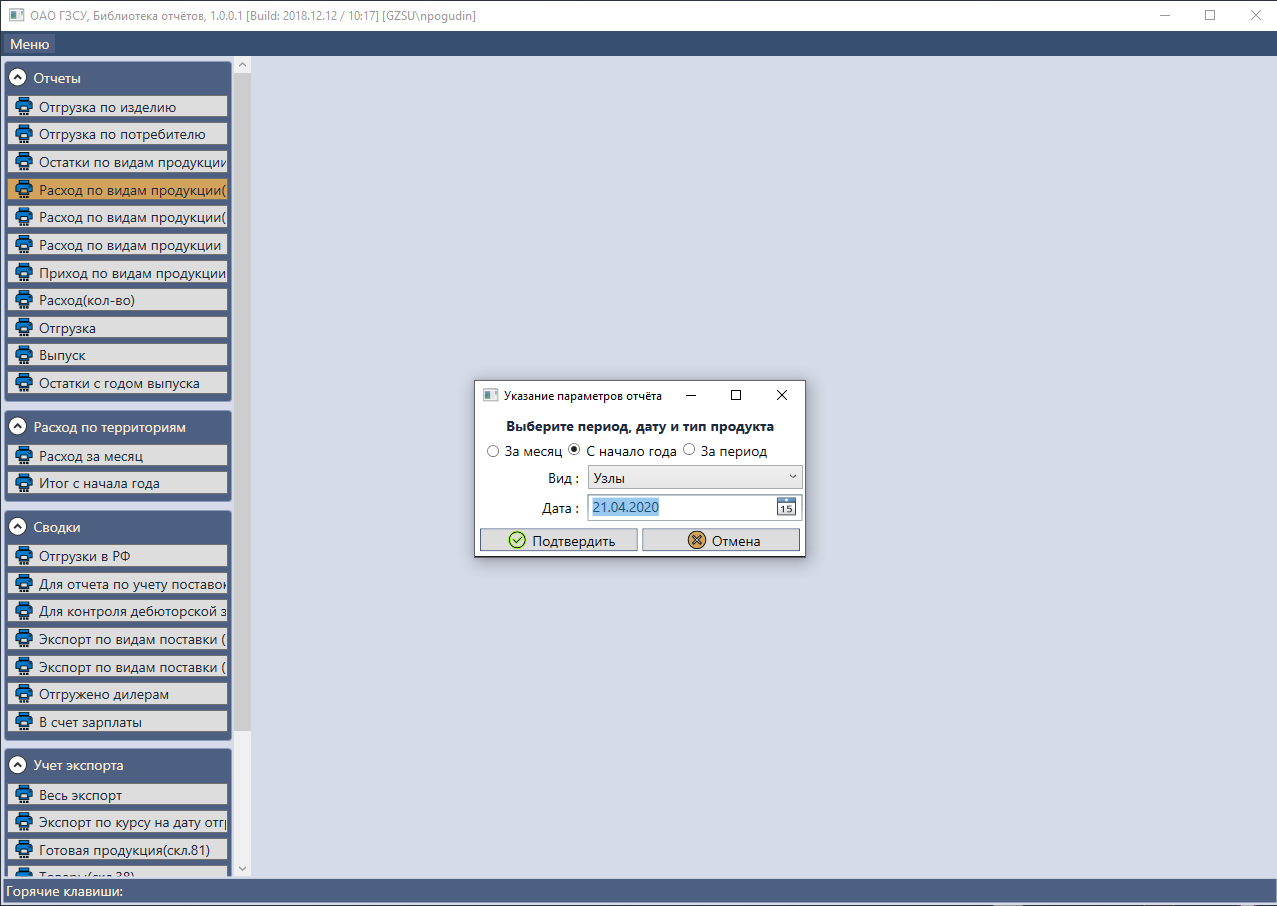 ОАО ГЗСУ, Библиотека отчётов, 1.0.0.1 [Build: 2018.12.12 / 10:17] [GZSU\npogudin]
Меню
Отчеты
Отгрузка по изделию
Отгрузка по потребителю
Остатки по видам продукции
Расход по видам продукции(
Расход по видам продукции(
Расход по видам продукции
Приход по видам продукции
Расход(кол-во)
Отгрузка
Выпуск
Остатки с годом выпуска
Расход по территориям
Расход за месяц
Итог с начала года
Сводки
Отгрузки в РФ
Для отчета по учету поставок
Для контроля дебюторской з
Экспорт по видам поставки (
Экспорт по видам поставки (
Отгружено дилерам
В счет зарплаты
Учет экспорта
Весь экспорт
Экспорт по курсу на дату отг
Готовая продукция(скл.81)
Товары(скл.38)
Указание параметров отчёта
Выберите период, дату и тип продукта
За месяц С начало года За период
Вид : Узлы
Дата : 21.04.2020 15
Подтвердить Отмена
Горячие клавиши: